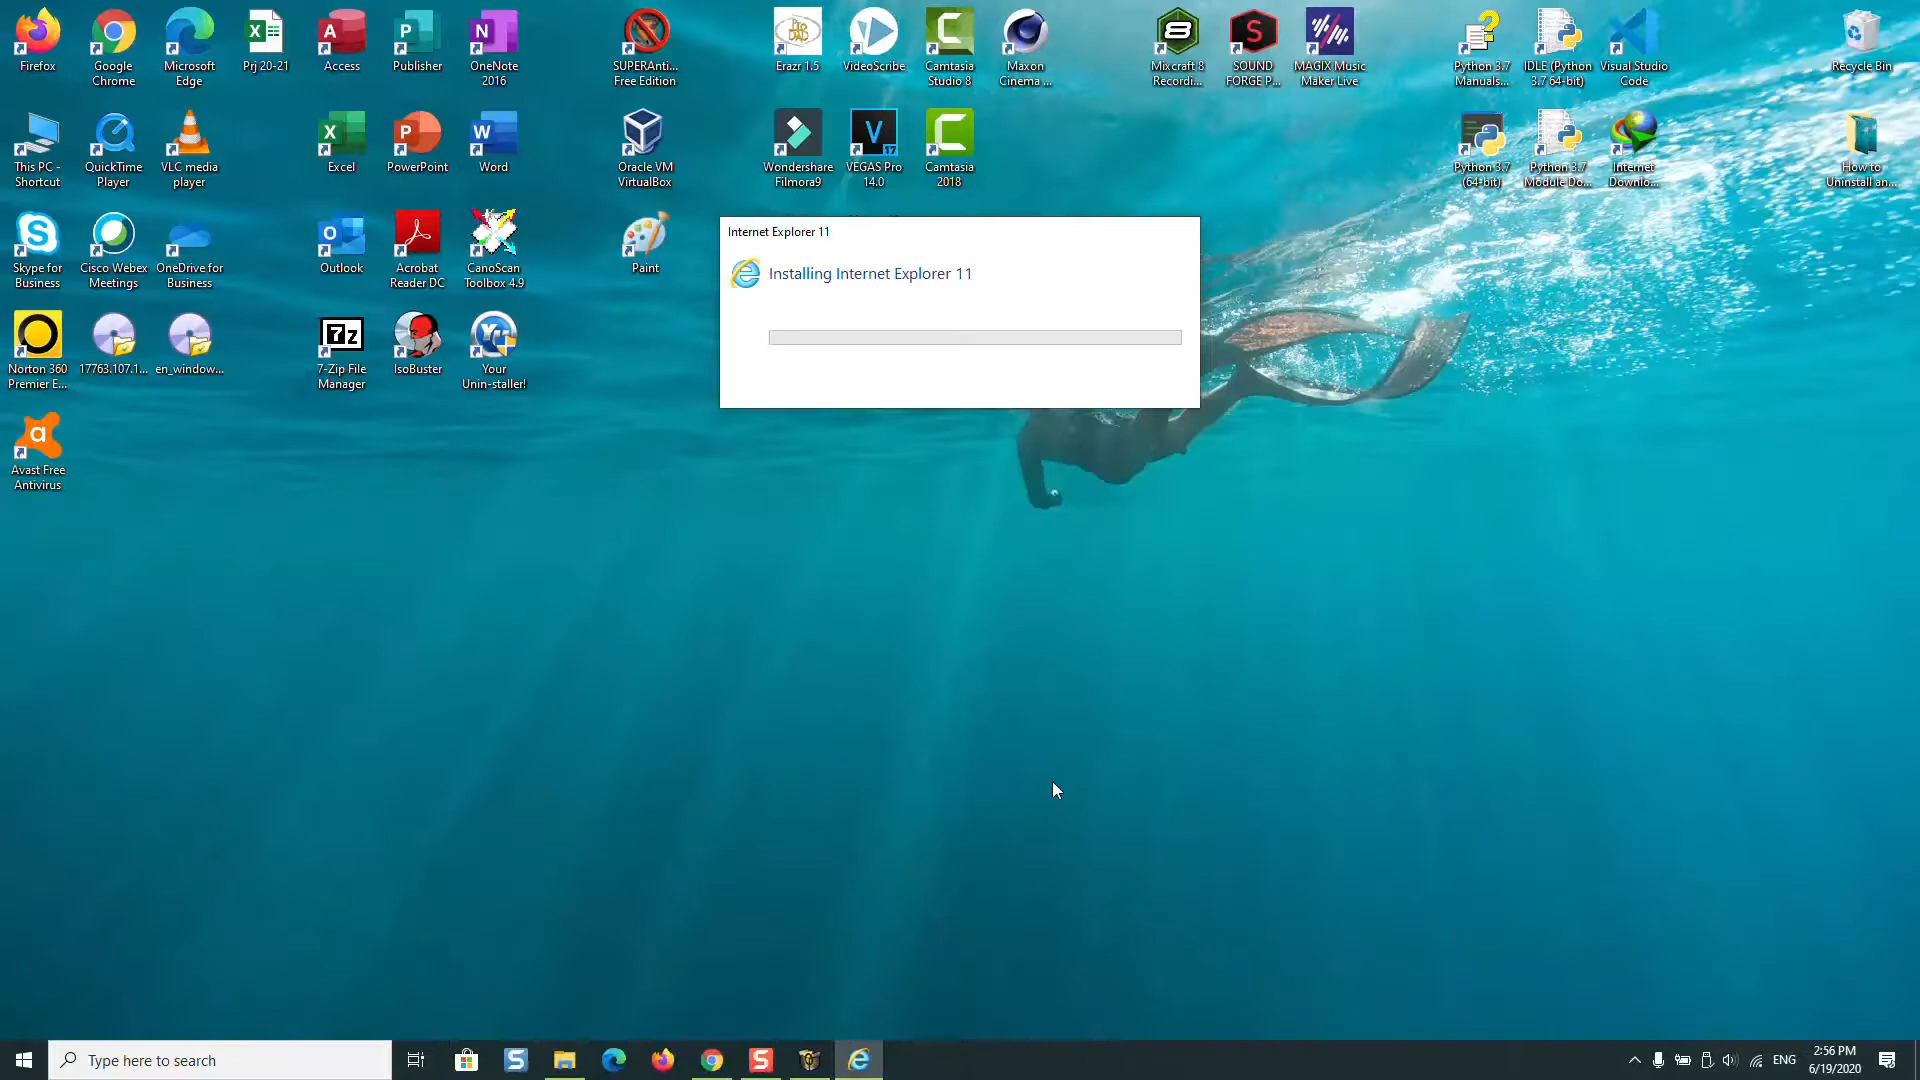 Firefox
Google
Chrome
Microsoft
Edge
Prj 20-21
Access
Publisher
OneNote
2016
SUPERAnti...
Free Edition
Erazr 1.5
VideoScribe
Camtasia
Studio 8
Maxon
Cinema ...
Mixcraft 8
Recordi...
SOUND
FORGE P...
MAGIX Music
Maker Live
Python 3.7
Manuals...
IDLE (Python
3.7 64-bit)
Visual Studio
Code
Recycle Bin
This PC -
Shortcut
QuickTime
Player
VLC media
player
Excel
PowerPoint
Word
Oracle VM
VirtualBox
Wondershare
Filmora9
VEGAS Pro
14.0
Camtasia
2018
Python 3.7
(64-bit)
Python 3.7
Module Do...
Internet
Downlo...
How to
Uninstall an...
Skype for
Business
Cisco Webex
Meetings
OneDrive for
Business
Outlook
Acrobat
Reader DC
CanoScan
Toolbox 4.9
Paint
Internet Explorer 11
Installing Internet Explorer 11
Norton 360
Premier E...
17763.107.1...
en_window...
7-Zip File
Manager
IsoBuster
Your
Unin-staller!
Avast Free
Antivirus
Type here to search
ENG
2:56 PM
6/19/2020